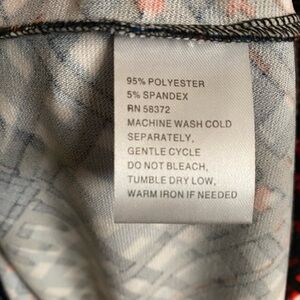 95% POLYESTER
5% SPANDEX
RN 58372
MACHINE WASH COLD
SEPARATELY,
GENTLE CYCLE
DO NOT BLEACH,
TUMBLE DRY LOW,
WARM IRON IF NEEDED